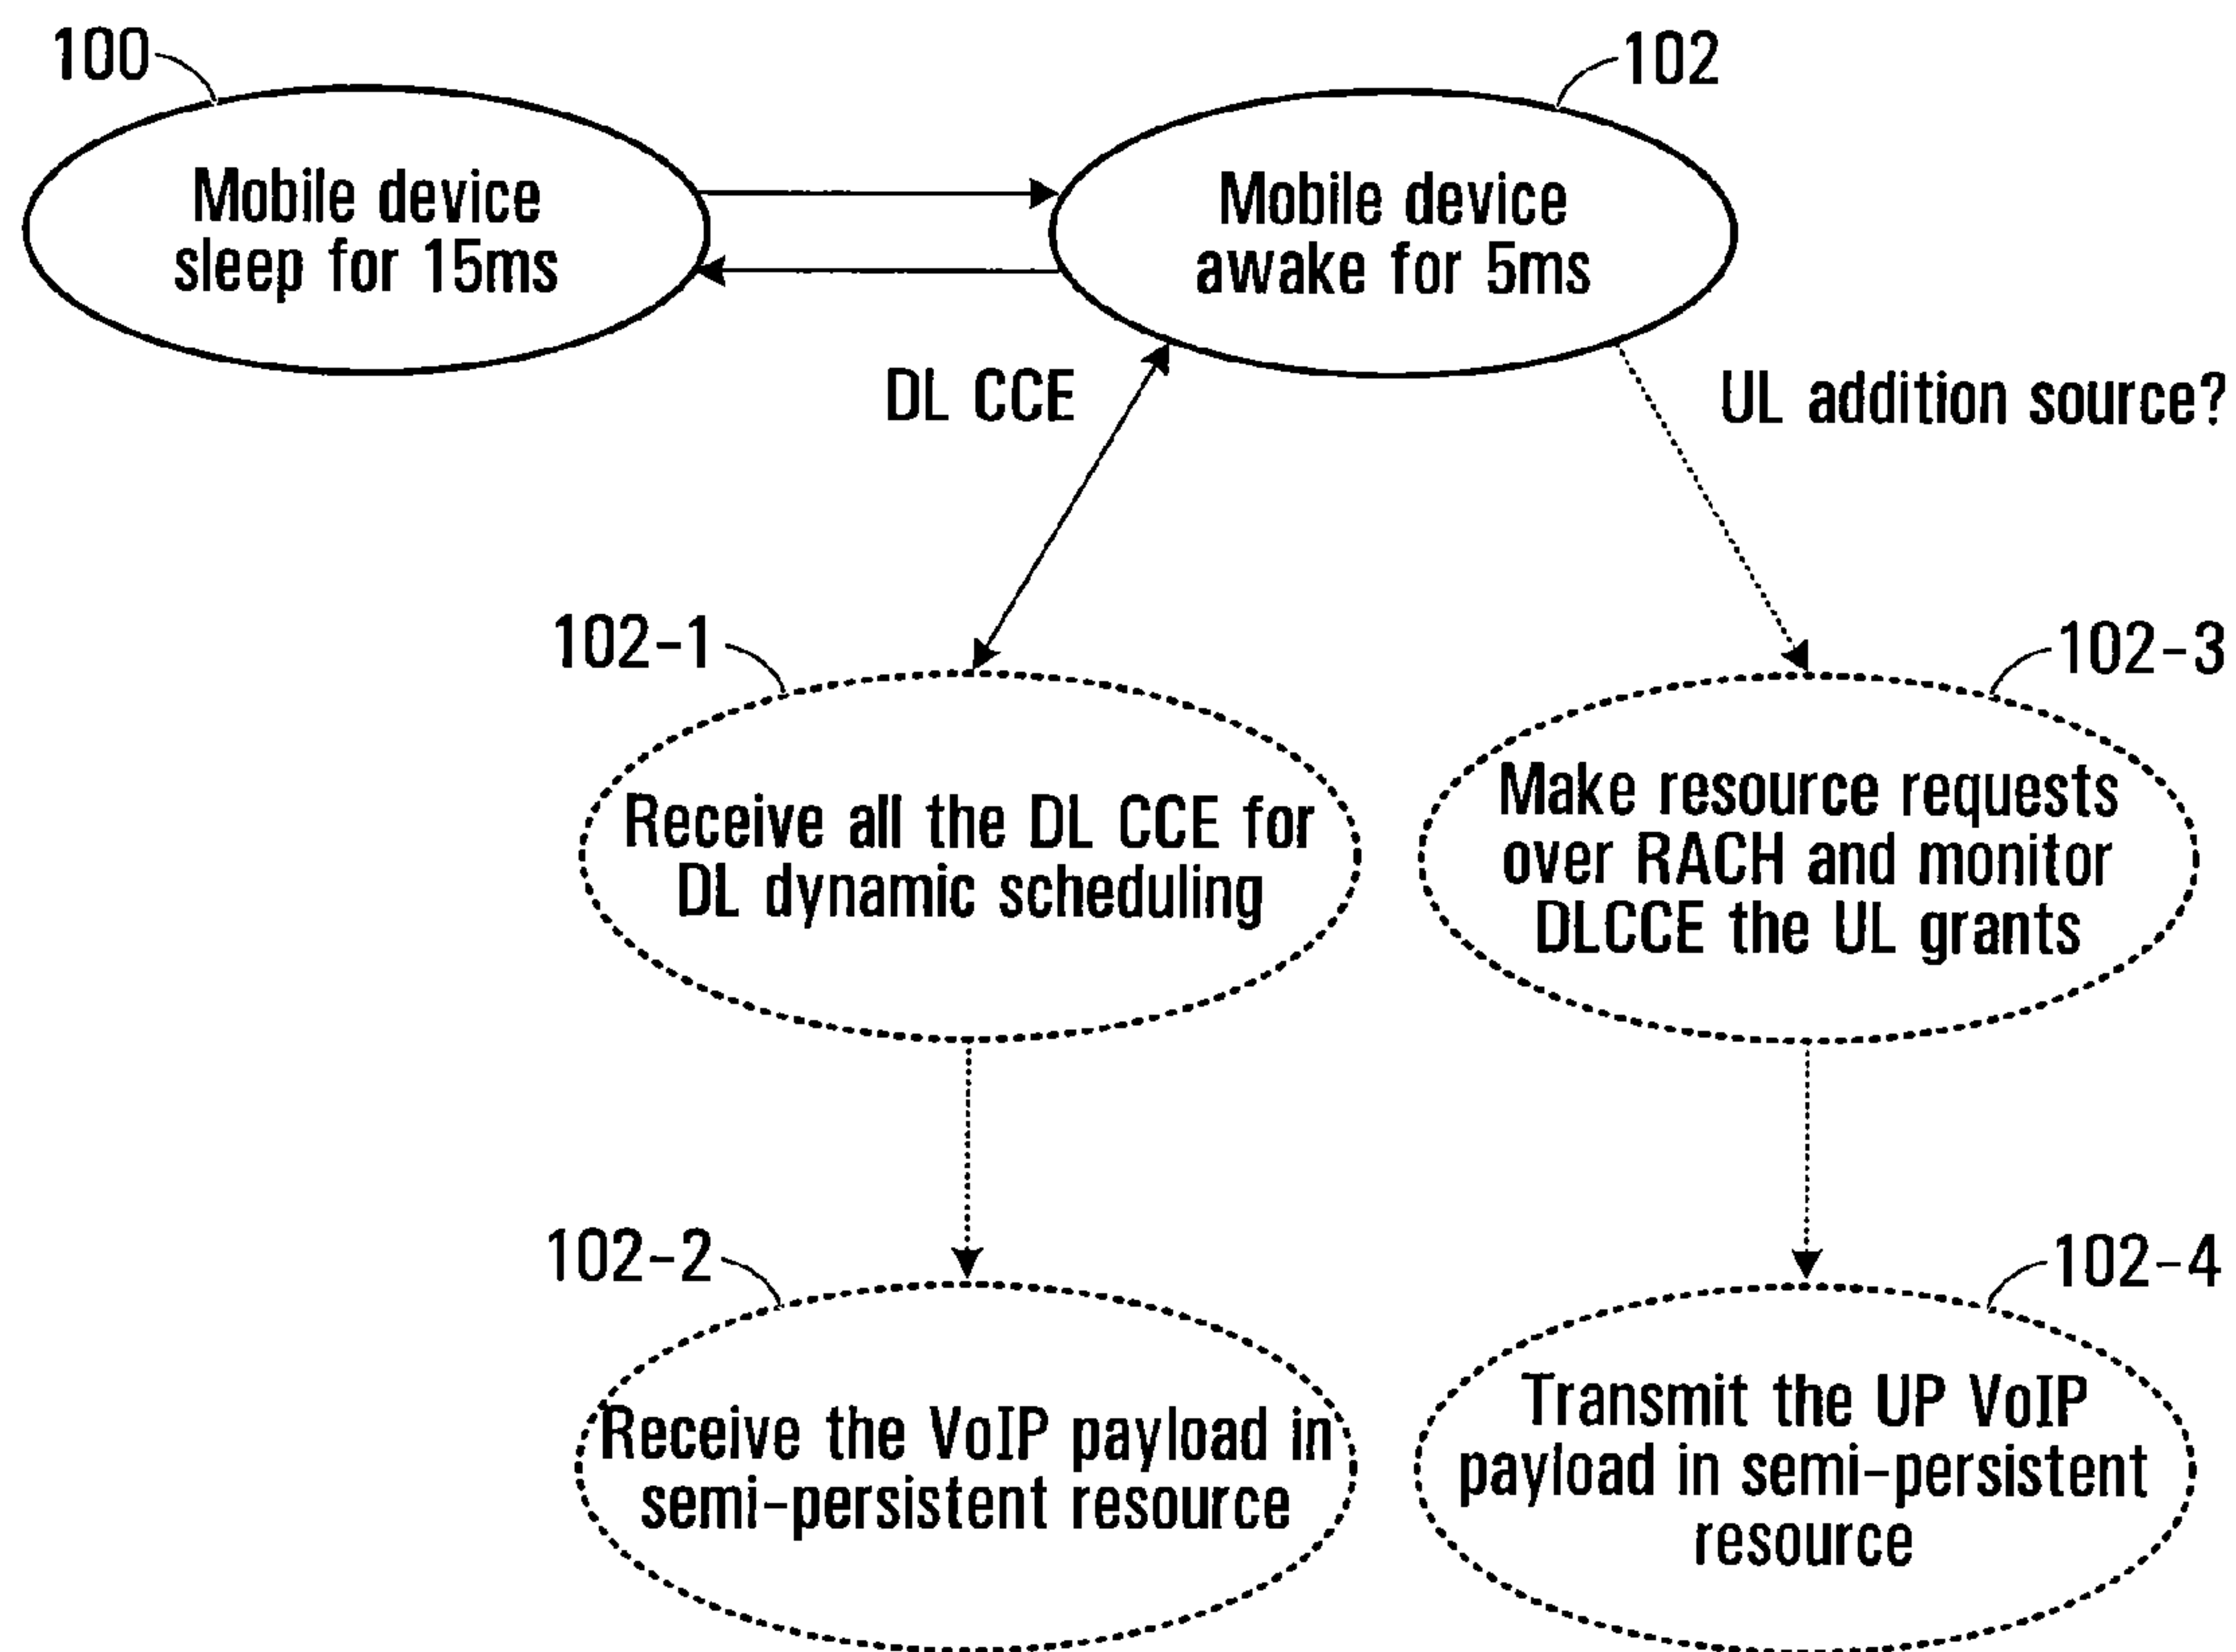 100
102
Mobile device
sleep for 15ms
Mobile device
awake for 5ms
DL CCE
UL addition source?
102-1
102-3
Receive all the DL CCE for
DL dynamic scheduling
Make resource requests
over RACH and monitor
DLCCE the UL grants
102-2
102-4
Receive the VoIP payload in
semi-persistent resource
Transmit the UP VoIP
payload in semi-persistent
resource